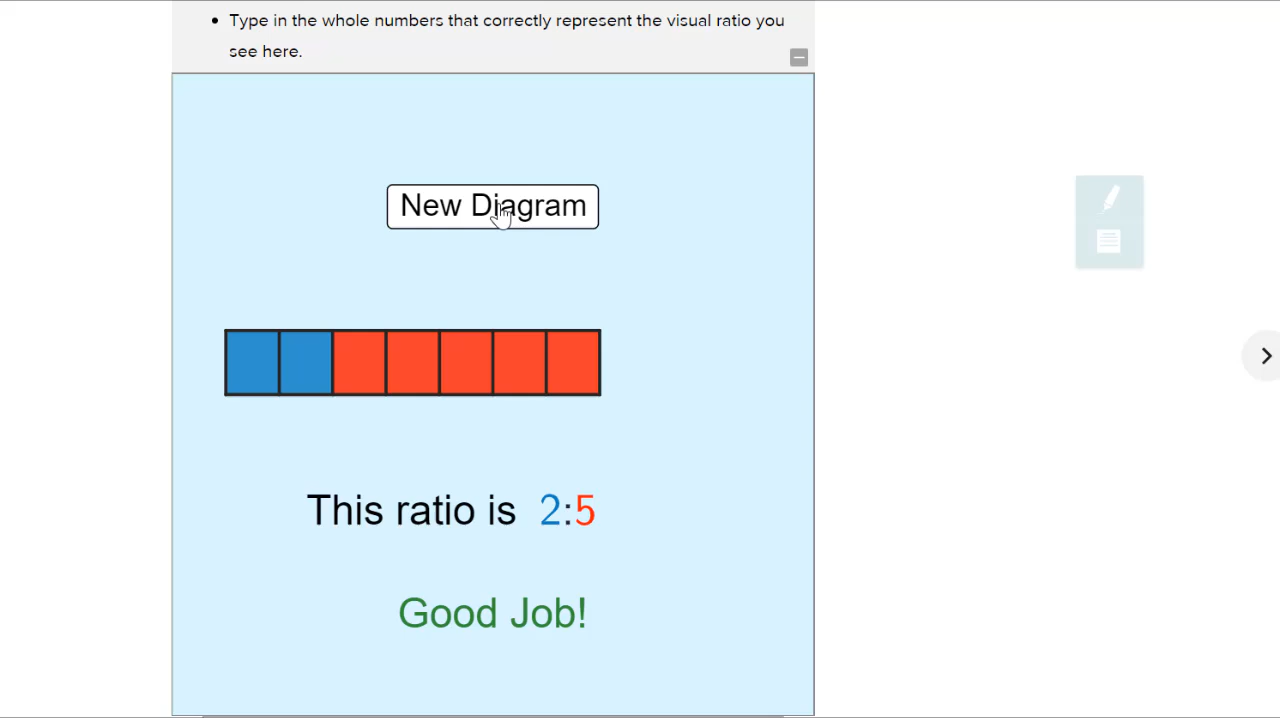 • Type in the whole numbers that correctly represent the visual ratio you
see here.
New Diagram
This ratio is 2:5
Good Job!